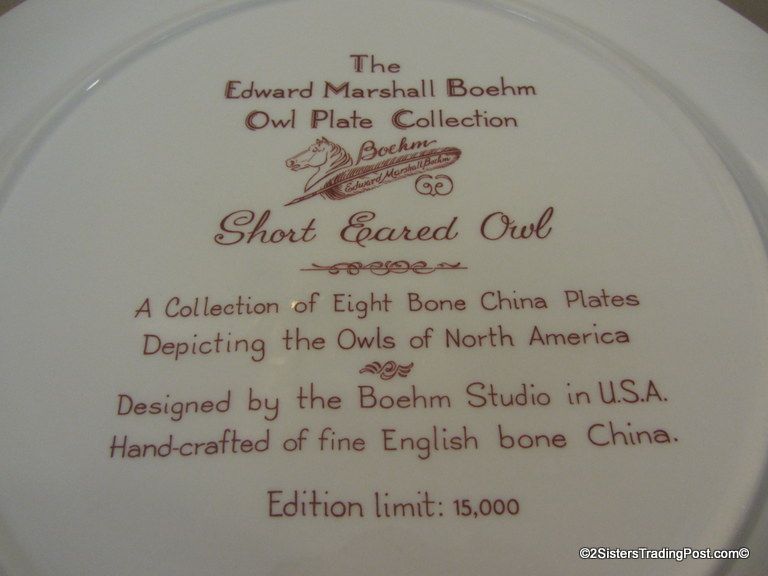 The
Edward Marshall Boehm
Owl Plate Collection
Boehm
Edward Marshall Boehm
Short Eared Owl
A Collection of Eight Bone China Plates
Depicting the Owls of North America
Designed by the Boehm Studio in U.S.A.
Hand-crafted of fine English bone China.
Edition limit: 15,000
©2SistersTradingPost.com©